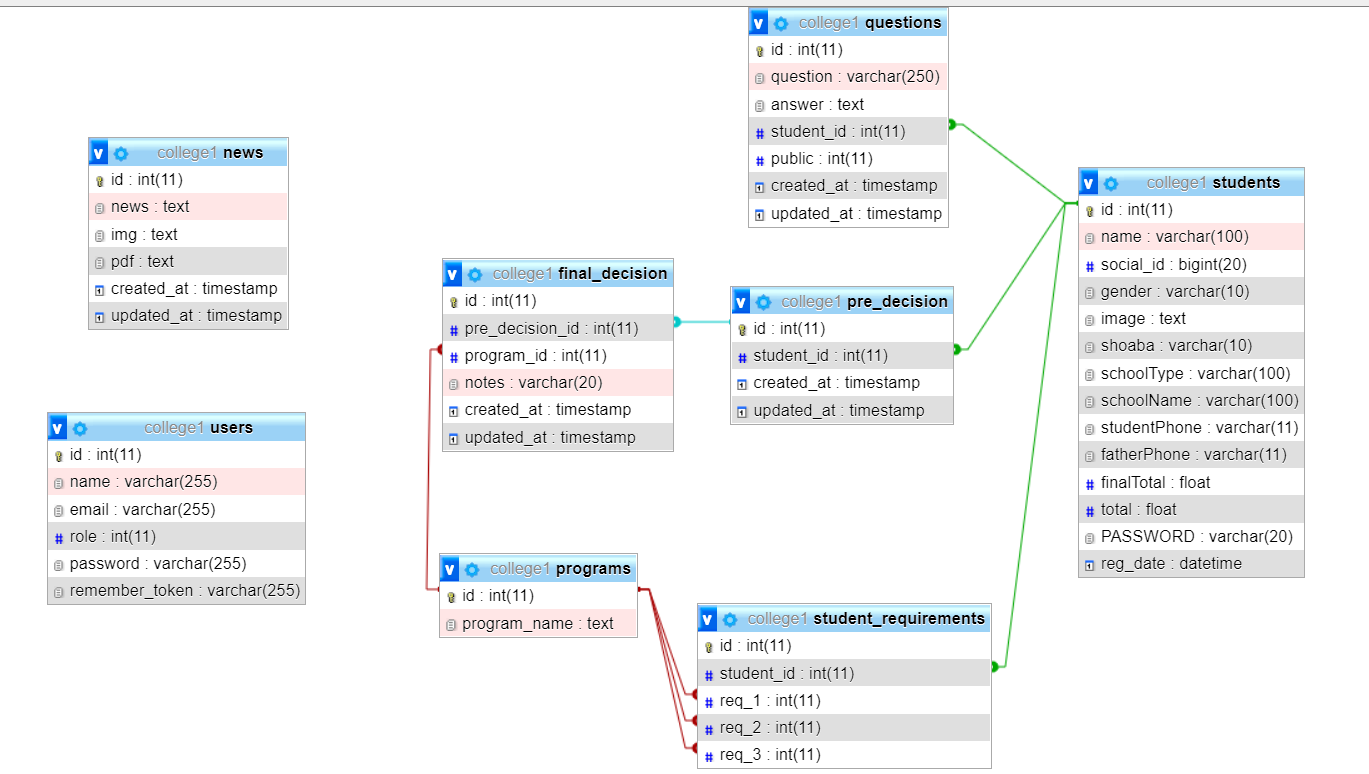 college1 questions
id : int(11)
question : varchar(250)
answer : text
student_id : int(11)
public : int(11)
created_at : timestamp
updated_at : timestamp
college1 news
id : int(11)
news : text
img : text
pdf : text
created_at : timestamp
updated_at : timestamp
college1 students
id : int(11)
name : varchar(100)
social_id : bigint(20)
gender : varchar(10)
image : text
shoaba : varchar(10)
schoolType : varchar(100)
schoolName : varchar(100)
studentPhone : varchar(11)
fatherPhone : varchar(11)
finalTotal : float
total : float
PASSWORD : varchar(20)
reg_date : datetime
college1 final_decision
id : int(11)
pre_decision_id : int(11)
program_id : int(11)
notes : varchar(20)
created_at : timestamp
updated_at : timestamp
college1 pre_decision
id : int(11)
student_id : int(11)
created_at : timestamp
updated_at : timestamp
college1 users
id : int(11)
name : varchar(255)
email : varchar(255)
role : int(11)
password : varchar(255)
remember_token : varchar(255)
college1 programs
id : int(11)
program_name : text
college1 student_requirements
id : int(11)
student_id : int(11)
req_1 : int(11)
req_2 : int(11)
req_3 : int(11)